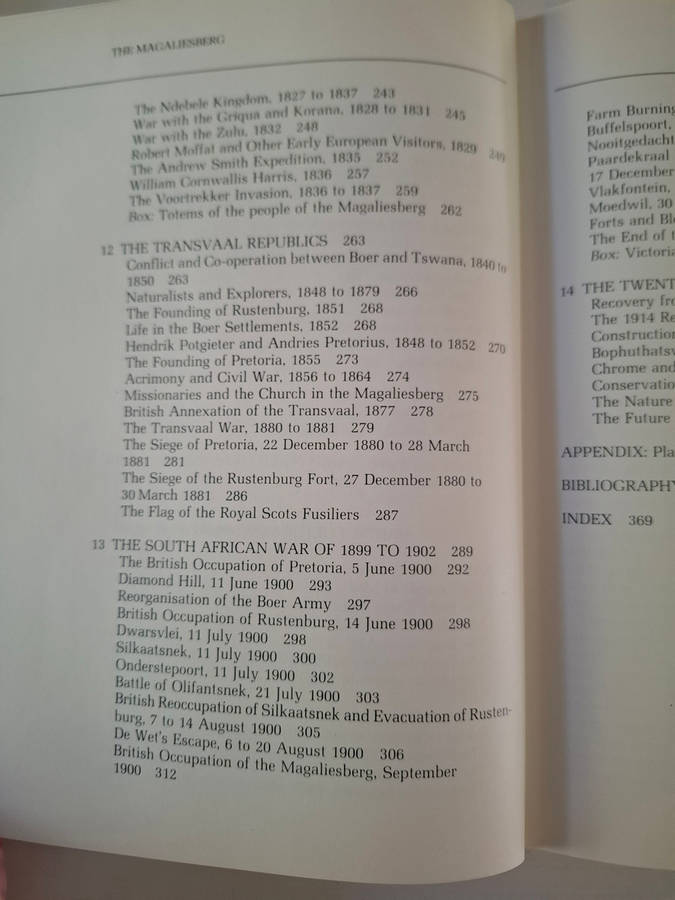 THE MAGALIESBERG
The Ndebele Kingdom, 1827 to 1837 243
War with the Griqua and Korana, 1828 to 1831 245
War with the Zulu, 1832 248
Robert Moffat and Other Early European Visitors, 1829 249
The Andrew Smith Expedition, 1835 252
William Cornwallis Harris, 1836 257
The Voortrekker Invasion, 1836 to 1837 259
Box: Totems of the people of the Magaliesberg 262
12 THE TRANSVAAL REPUBLICS 263
Conflict and Co-operation between Boer and Tswana, 1840 to
1850 263
Naturalists and Explorers, 1848 to 1879 266
The Founding of Rustenburg, 1851 268
Life in the Boer Settlements, 1852 268
Hendrik Potgieter and Andries Pretorius, 1848 to 1852 270
The Founding of Pretoria, 1855 273
Acrimony and Civil War, 1856 to 1864 274
Missionaries and the Church in the Magaliesberg 275
British Annexation of the Transvaal, 1877 278
The Transvaal War, 1880 to 1881 279
The Siege of Pretoria, 22 December 1880 to 28 March
1881 281
The Siege of the Rustenburg Fort, 27 December 1880 to
30 March 1881 286
The Flag of the Royal Scots Fusiliers 287
13 THE SOUTH AFRICAN WAR OF 1899 TO 1902 289
The British Occupation of Pretoria, 5 June 1900 292
Diamond Hill, 11 June 1900 293
Reorganisation of the Boer Army 297
British Occupation of Rustenburg, 14 June 1900 298
Dwarsvlei, 11 July 1900 298
Silkaatsnek, 11 July 1900 300
Onderstepoort, 11 July 1900 302
Battle of Olifantsnek, 21 July 1900 303
British Reoccupation of Silkaatsnek and Evacuation of Rusten-
burg, 7 to 14 August 1900 305
De Wet's Escape, 6 to 20 August 1900 306
British Occupation of the Magaliesberg, September
1900 312
Farm Burning
Buffelspoort,
Nooitgedacht
Paardekraal
17 December
Vlakfontein,
Moedwil, 30
Forts and Bl
The End of t
Box: Victoria
14 THE TWENT
Recovery fro
The 1914 Re
Construction
Bophuthatsw
Chrome and
Conservatio
The Nature
The Future
APPENDIX: Pla
BIBLIOGRAPHY
INDEX 369